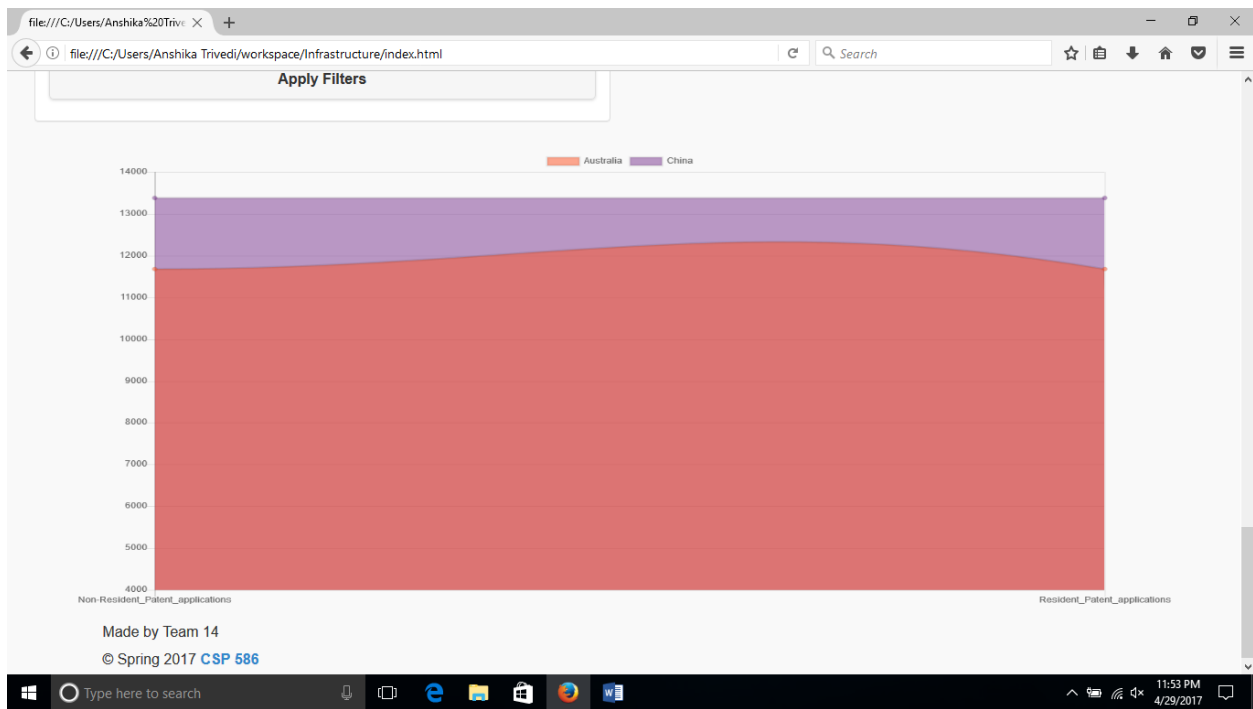 file:///C:/Users/Anshika%20Trive
file:///C:/Users/Anshika Trivedi/workspace/Infrastructure/index.html
Search
Apply Filters
Australia China
14000
13000
12000
11000
10000
9000
8000
7000
6000
5000
4000
Non-Resident_Patent_applications Resident_Patent_applications
Made by Team 14
© Spring 2017 CSP 586
Type here to search
11:53 PM
4/29/2017